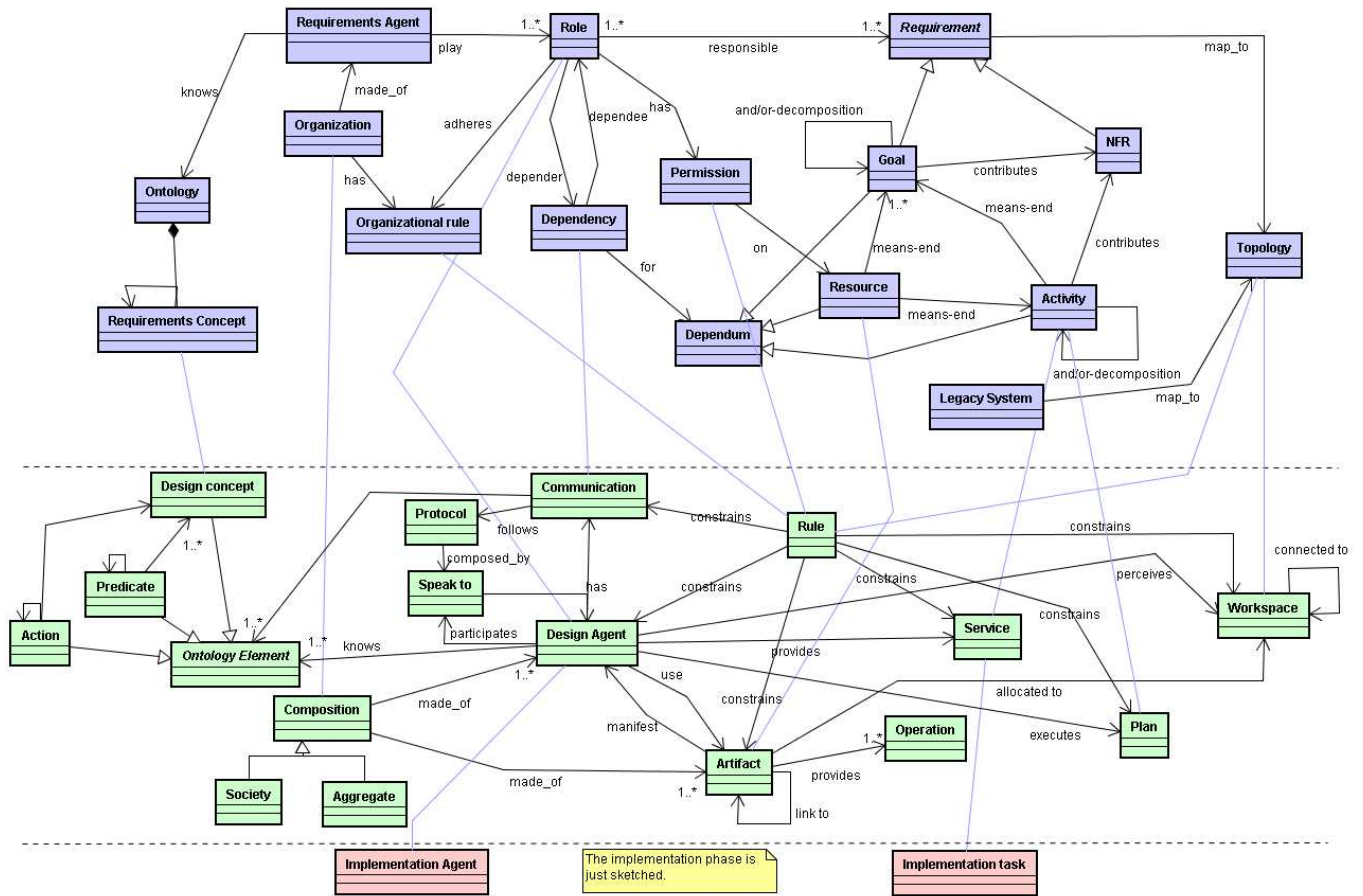 Requirements Agent
1..*
Role
1..*
1..*
Requirement
play
responsible
map_to
knows
made_of
Organization
adheres
dependee
has
and/or-decomposition
NFR
Goal
contributes
Ontology
has
depender
Permission
Organizational rule
Dependency
1..*
means-end
on
means-end
contributes
Topology
for
Resource
Activity
Requirements Concept
Dependum
means-end
and/or-decomposition
Legacy System
map_to
Design concept
Communication
Protocol
follows
constrains
Rule
constrains
1..*
composed_by
connected to
Predicate
Speak to
has
constrains
constrains
perceives
constrains
Workspace
Action
1..*
1..*
participates
Design Agent
Service
Ontology Element
knows
provides
1..*
use
made_of
constrains
allocated to
Composition
manifest
executes
Operation
Plan
1..*
Artifact
provides
made_of
1..*
Society
Aggregate
link to
Implementation Agent
The implementation phase is
just sketched.
Implementation task